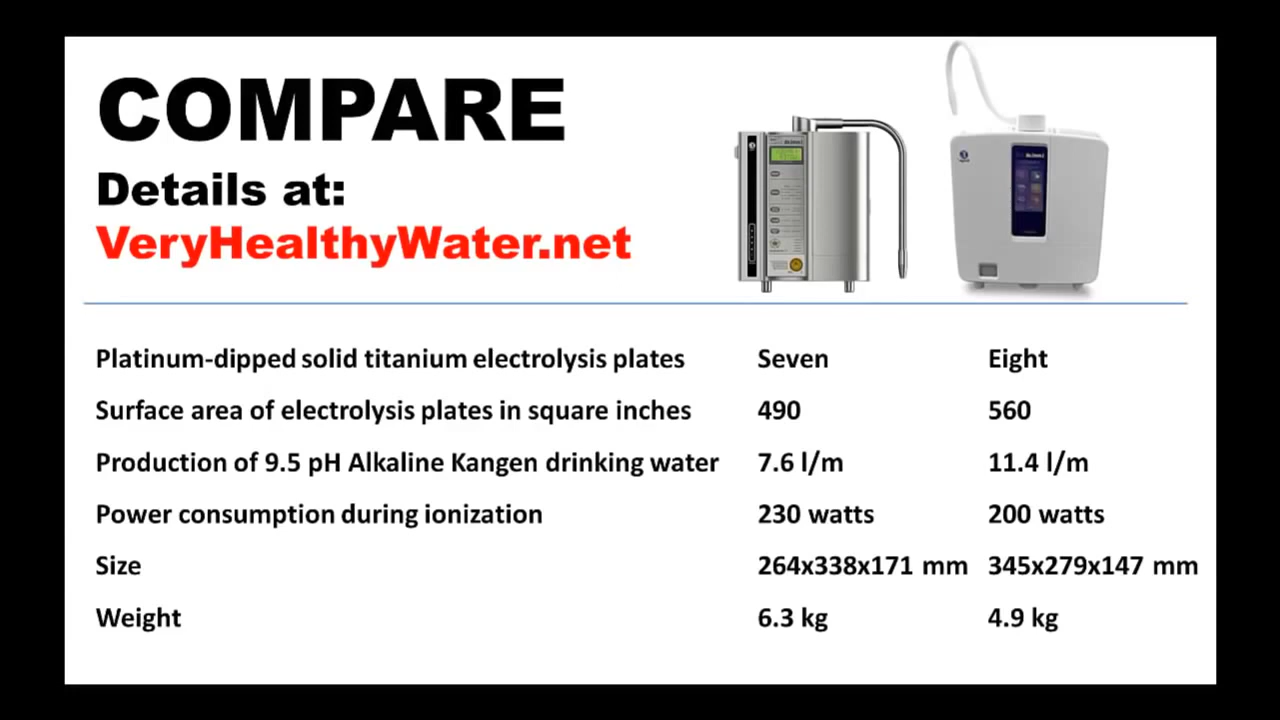 COMPARE
Details at:
VeryHealthyWater.net
Platinum-dipped solid titanium electrolysis plates Seven Eight
Surface area of electrolysis plates in square inches 490 560
Production of 9.5 pH Alkaline Kangen drinking water 7.6 l/m 11.4 l/m
Power consumption during ionization 230 watts 200 watts
Size 264x338x171 mm 345x279x147 mm
Weight 6.3 kg 4.9 kg